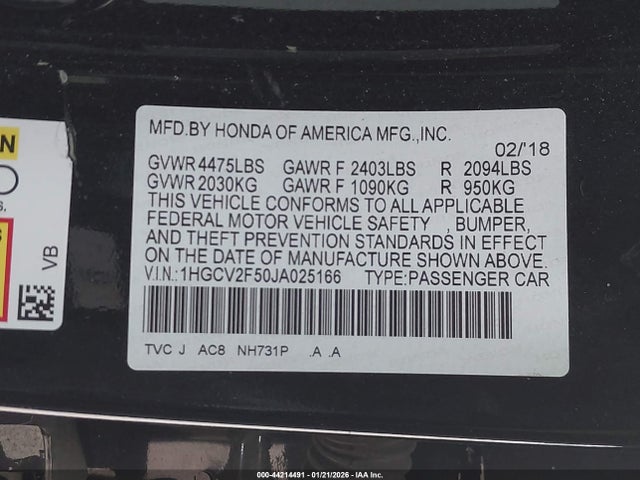 MFD.BY HONDA OF AMERICA MFG.,INC.
02/'18
GVWR 4475LBS GAWR F 2403LBS R 2094LBS
GVWR 2030KG GAWR F 1090KG R 950KG
THIS VEHICLE CONFORMS TO ALL APPLICABLE
FEDERAL MOTOR VEHICLE SAFETY , BUMPER,
AND THEFT PREVENTION STANDARDS IN EFFECT
ON THE DATE OF MANUFACTURE SHOWN ABOVE.
V.I.N.:1HGCV2F50JA025166 TYPE:PASSENGER CAR
TVC J AC8 NH731P .A .A
VB
000-44214491 - 01/21/2026 - IAA Inc.